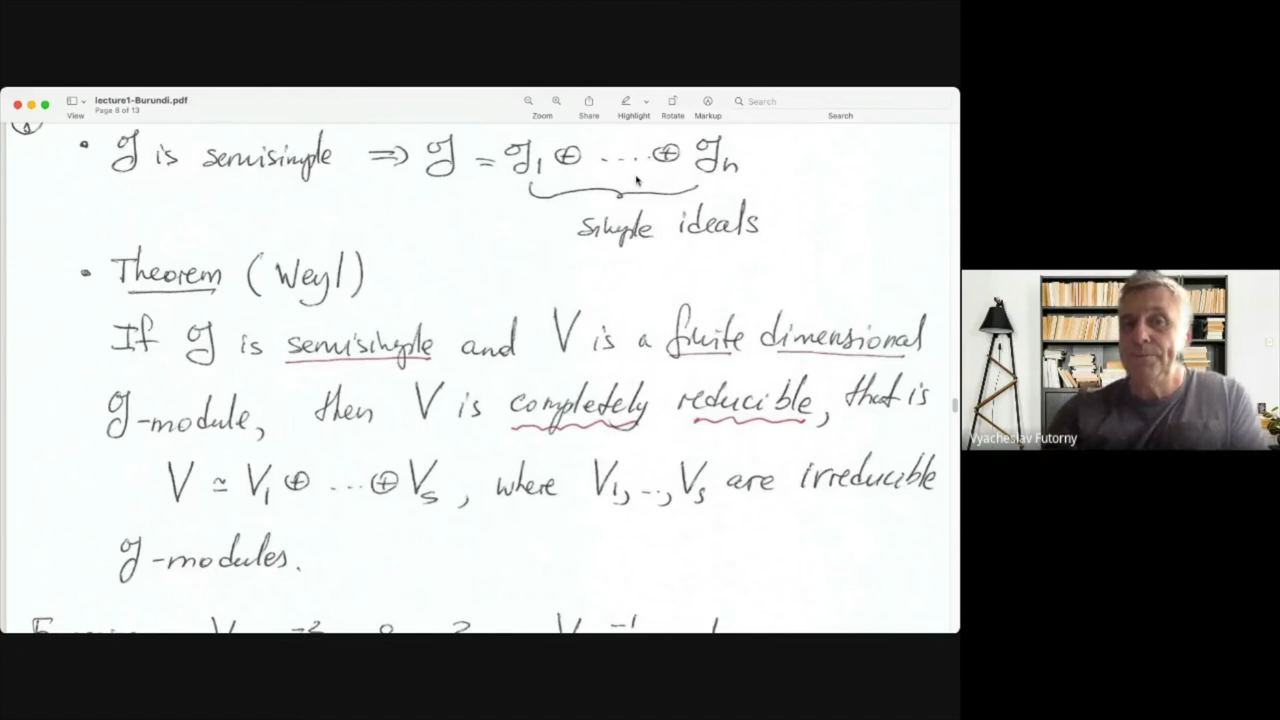 lecture1-Burundi.pdf
Page 8 of 13
View Zoom Share Highlight Rotate Markup Search
Search
• g is semisimple ⇒ g = g₁ ⊕ .... ⊕ gₙ
simple ideals
• Theorem (Weyl)
If g is semisimple and V is a finite dimensional
g-module, then V is completely reducible, that is
V ≃ V₁ ⊕ ... ⊕ Vₛ, where V₁,..,Vₛ are irreducible
g-modules.
Vyacheslav Futorny